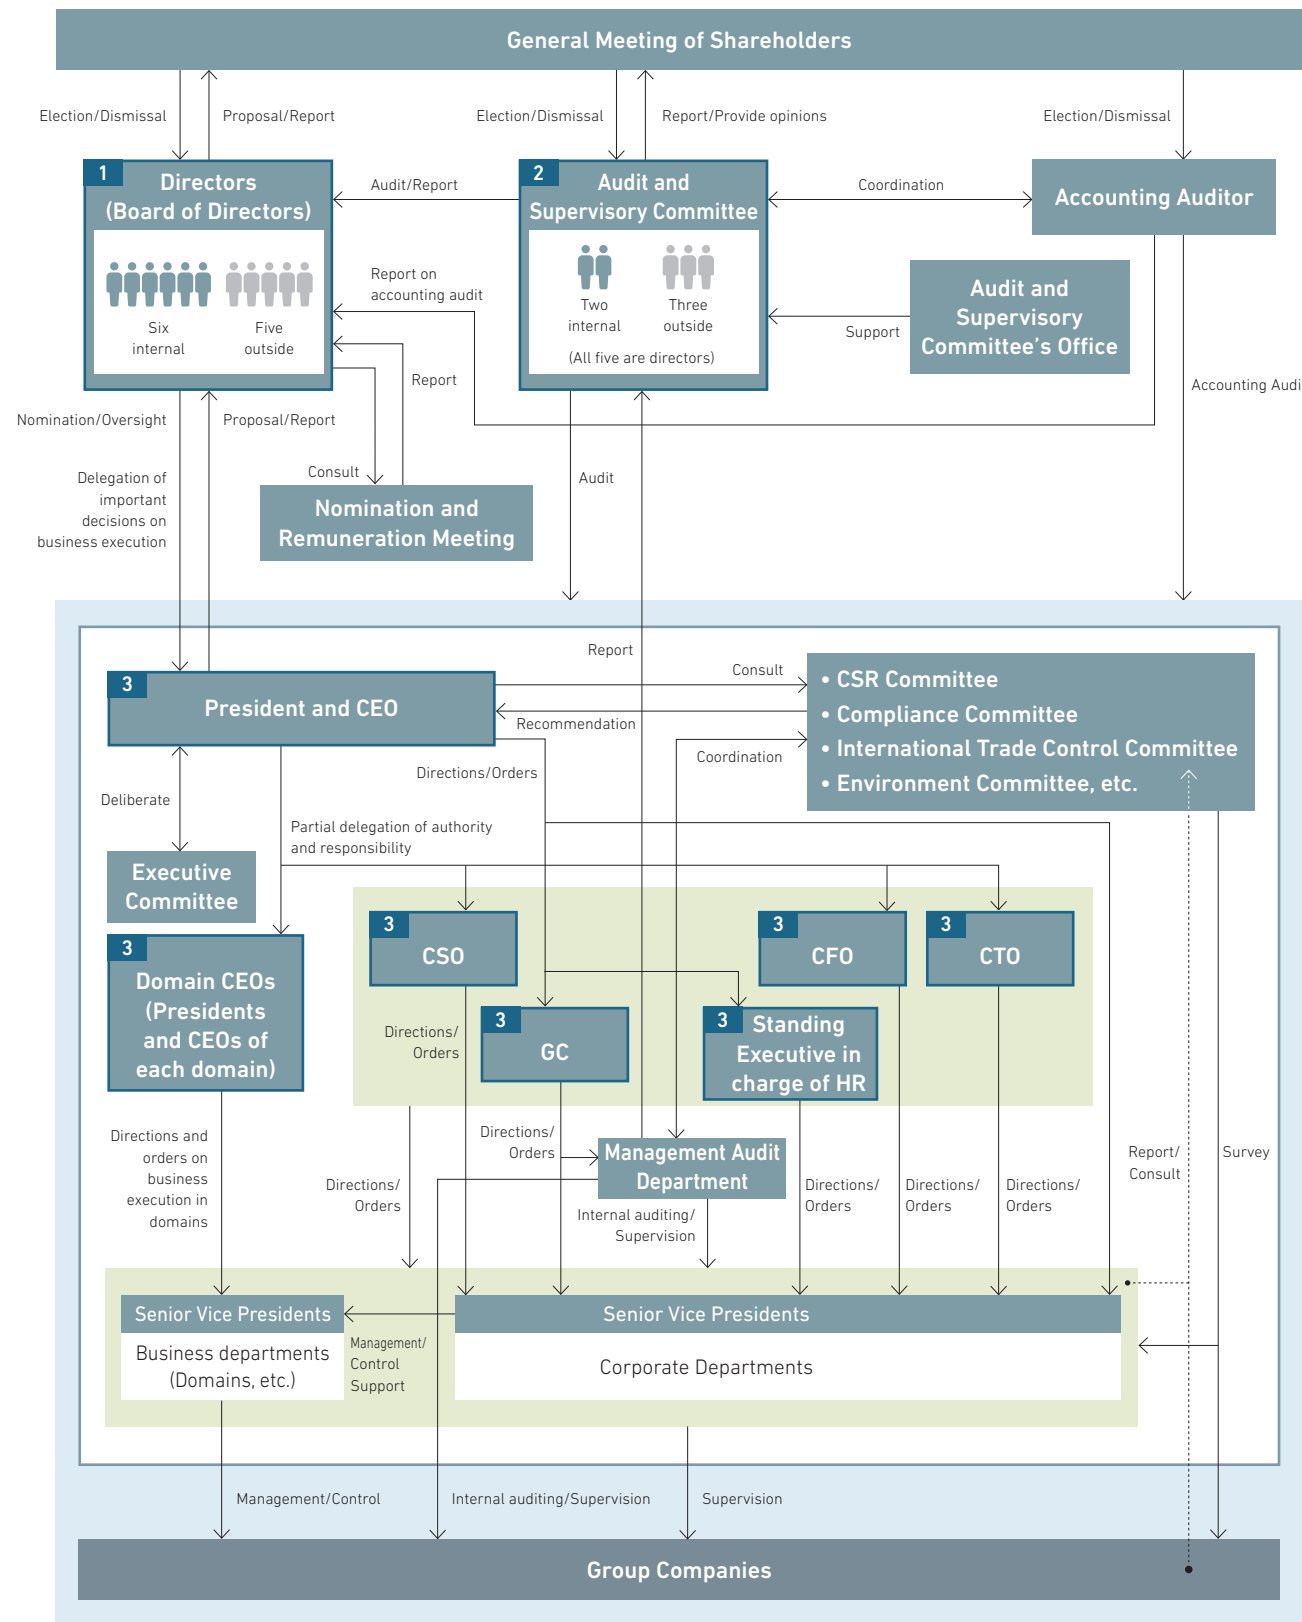 General Meeting of Shareholders
Election/Dismissal
Proposal/Report
Election/Dismissal
Report/Provide opinions
Election/Dismissal
1
Directors
(Board of Directors)
Six
internal
Five
outside
Audit/Report
2
Audit and
Supervisory Committee
Two
internal
Three
outside
(All five are directors)
Coordination
Accounting Auditor
Report on
accounting audit
Support
Audit and
Supervisory
Committee's Office
Report
Accounting Audi
Nomination/Oversight
Proposal/Report
Delegation of
important
decisions on
business execution
Consult
Nomination and
Remuneration Meeting
Audit
Report
3
President and CEO
Consult
Recommendation
Coordination
• CSR Committee
• Compliance Committee
• International Trade Control Committee
• Environment Committee, etc.
Directions/Orders
Deliberate
Partial delegation of authority
and responsibility
Executive
Committee
3
Domain CEOs
(Presidents
and CEOs of
each domain)
3
CSO
3
CFO
3
CTO
Directions/
Orders
3
GC
3
Standing
Executive in
charge of HR
Directions and
orders on
business
execution in
domains
Directions/
Orders
Directions/
Orders
Management Audit
Department
Internal auditing/
Supervision
Directions/
Orders
Directions/
Orders
Directions/
Orders
Report/
Consult
Survey
Senior Vice Presidents
Business departments
(Domains, etc.)
Management/
Control
Support
Senior Vice Presidents
Corporate Departments
Management/Control
Internal auditing/Supervision
Supervision
Group Companies